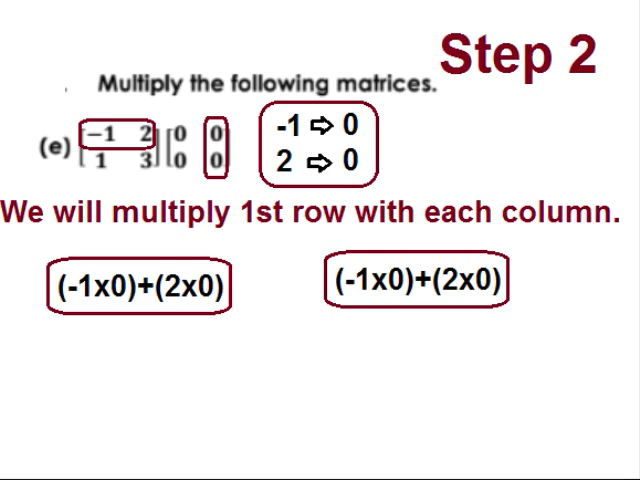 Step 2
Multiply the following matrices.
(e) [−1 2] [0 0] -1 ⇨ 0
[1 3] [0 0] 2 ⇨ 0
We will multiply 1st row with each column.
(-1x0)+(2x0) (-1x0)+(2x0)